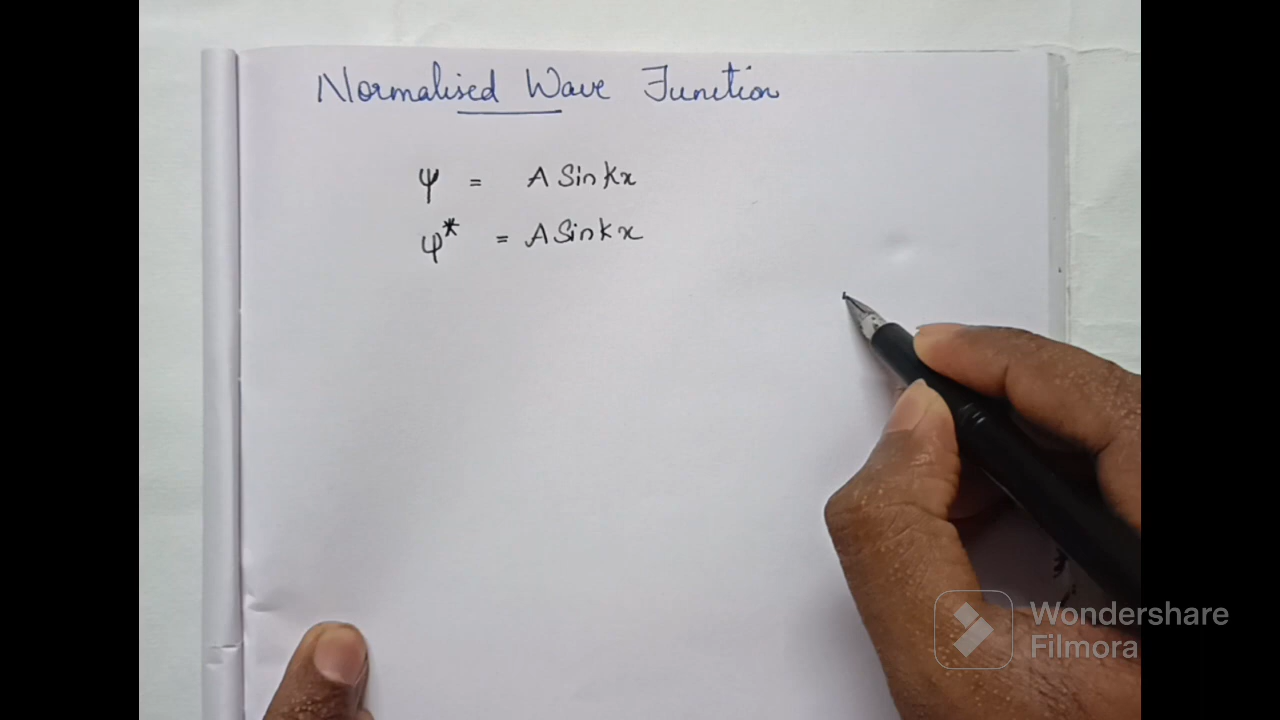 Normalised Wave Function
ψ = A Sin kx
ψ* = A Sin kx
Wondershare
Filmora